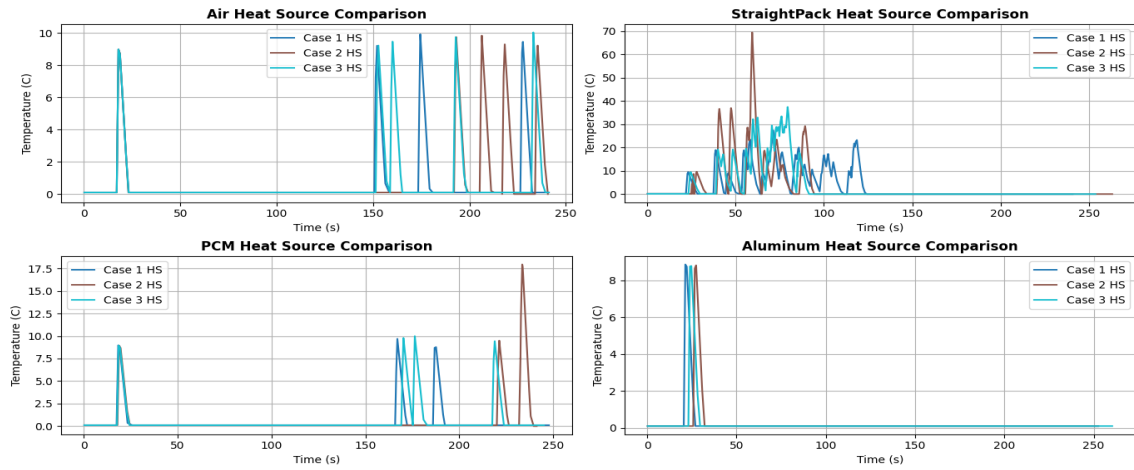 Air Heat Source Comparison
Temperature (C)
10
8
6
4
2
0
Case 1 HS
Case 2 HS
Case 3 HS
0
50
100
150
200
250
Time (s)
StraightPack Heat Source Comparison
Temperature (C)
70
60
50
40
30
20
10
0
Case 1 HS
Case 2 HS
Case 3 HS
0
50
100
150
200
250
Time (s)
PCM Heat Source Comparison
Temperature (C)
17.5
15.0
12.5
10.0
7.5
5.0
2.5
0.0
Case 1 HS
Case 2 HS
Case 3 HS
0
50
100
150
200
250
Time (s)
Aluminum Heat Source Comparison
Temperature (C)
8
6
4
2
0
Case 1 HS
Case 2 HS
Case 3 HS
0
50
100
150
200
250
Time (s)